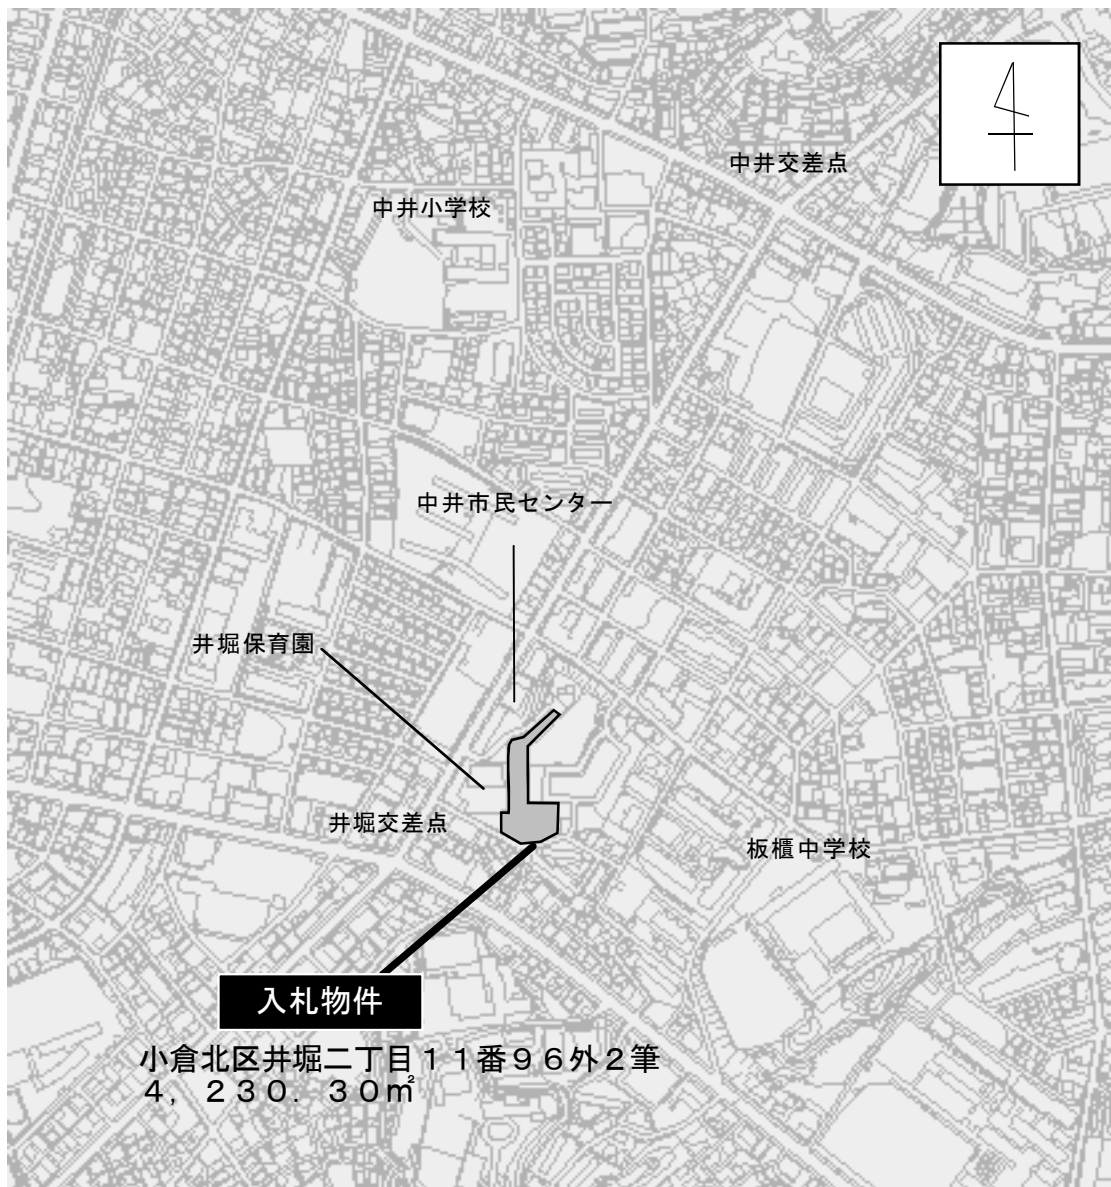 中井交差点
中井小学校
中井市民センター
井堀保育園
井堀交差点
板櫃中学校
入札物件
小倉北区井堀二丁目１１番９６外２筆
４，２３０．３０㎡